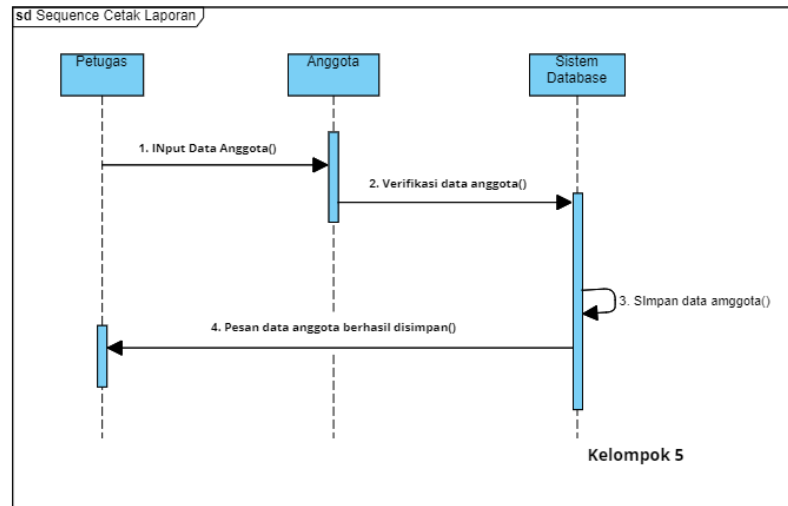 sd Sequence Cetak Laporan
Petugas
Anggota
Sistem
Database
1. INput Data Anggota()
2. Verifikasi data anggota()
3. SImpan data amggota()
4. Pesan data anggota berhasil disimpan()
Kelompok 5